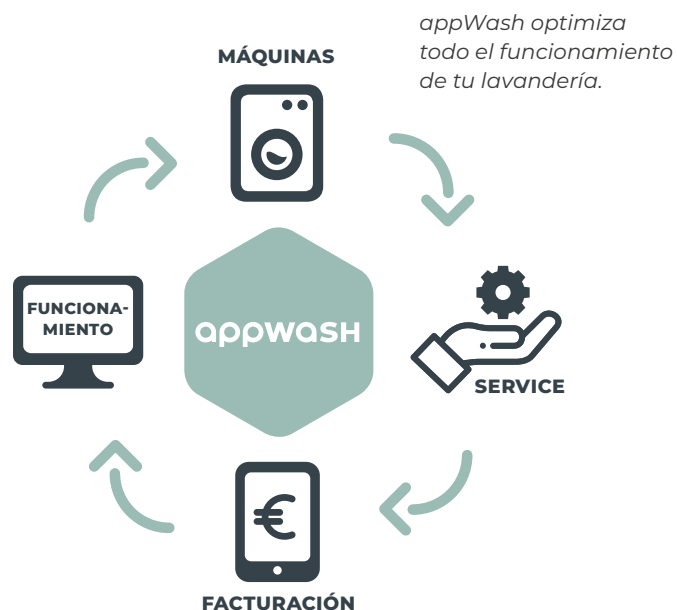 appWash optimiza
todo el funcionamiento
de tu lavandería.
MÁQUINAS
FUNCIONA-
MIENTO
appwash
€
SERVICE
FACTURACIÓN